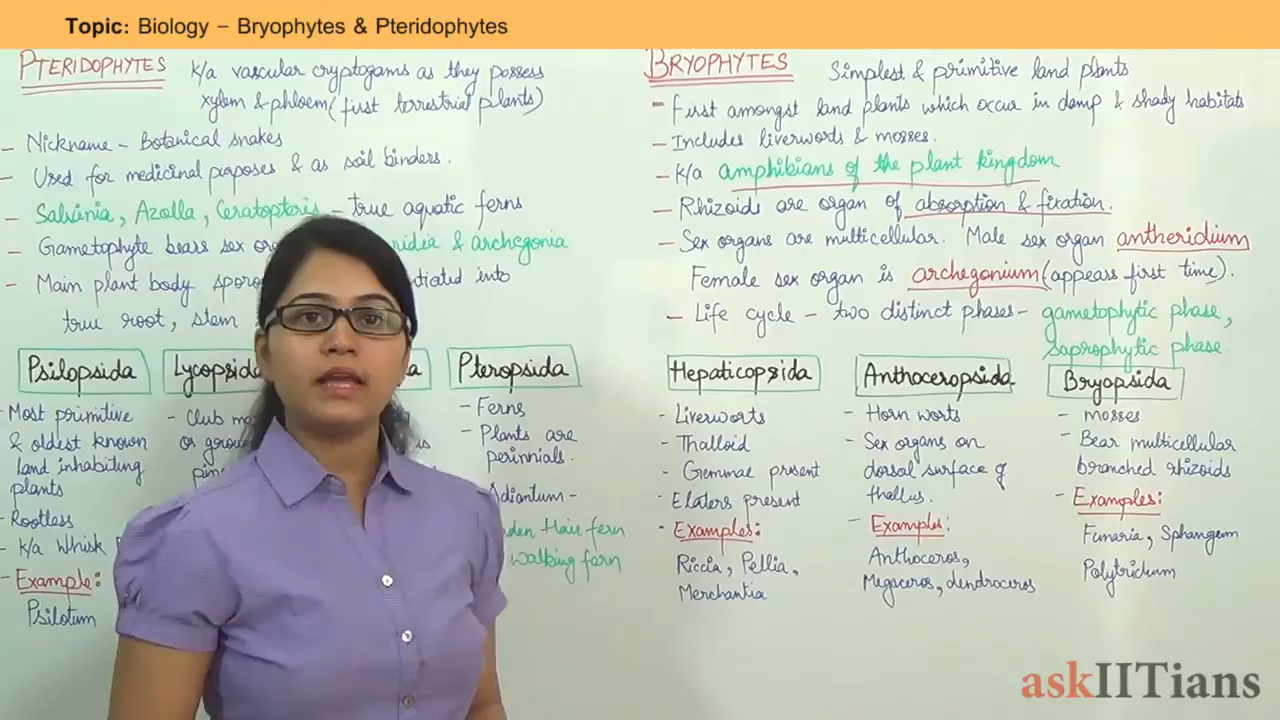 Topic: Biology – Bryophytes & Pteridophytes
PTERIDOPHYTES
K/a vascular cryptogams as they possess
xylem & phloem (first terrestrial plants)
- Nickname - Botanical snakes
- Used for medicinal purposes & as soil binders.
- Salvinia, Azolla, Ceratopteris - true aquatic ferns
- Gametophyte bears sex & archegonia
- Main plant body into
true root, stem
Psilopsida
- Most primitive
& oldest known
land inhabiting
plants
- Rootless
- K/a Whisk
- Example:
Psilotum
Lycopsida
- Club
or
Pteropsida
- Ferns
- Plants are
perinnials.
Adiantum -
Hair fern
walking fern
BRYOPHYTES
Simplest & primitive land plants
- First amongst land plants which occur in damp & shady habitats
- Includes liverworts & mosses.
- K/a amphibians of the plant kingdom
- Rhizoids are organ of absorption & fixation.
- Sex organs are multicellular. Male sex organ antheridium
Female sex organ is archegonium (appears first time).
- Life cycle - two distinct phases - gametophytic phase,
saprophytic phase.
Hepaticopsida
- Liverworts
- Thalloid
- Gemmae present
- Elaters present
- Examples:
Riccia, Pellia,
Merchantia
Anthoceropsida
- Horn worts
- Sex organs on
dorsal surface of
thallus.
- Example:
Anthoceros,
Megaceros, dendroceros
Bryopsida
- Mosses
- Bear multicellular
branched rhizoids
- Examples:
Funaria, Sphangum
Polytridum
askIITians